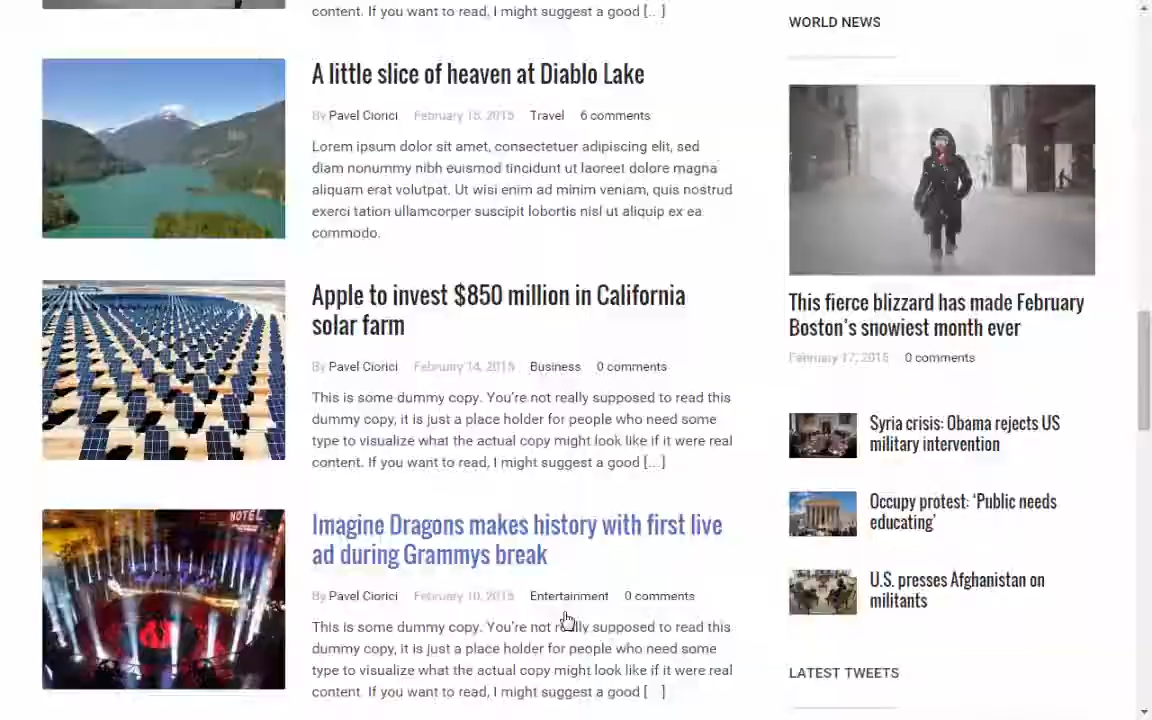 content. If you want to read, I might suggest a good [...]
A little slice of heaven at Diablo Lake
By Pavel Ciorici February 15, 2015 Travel 6 comments
Lorem ipsum dolor sit amet, consectetuer adipiscing elit, sed
diam nonummy nibh euismod tincidunt ut laoreet dolore magna
aliquam erat volutpat. Ut wisi enim ad minim veniam, quis nostrud
exerci tation ullamcorper suscipit lobortis nisl ut aliquip ex ea
commodo.
Apple to invest $850 million in California
solar farm
By Pavel Ciorici February 14, 2015 Business 0 comments
This is some dummy copy. You're not really supposed to read this
dummy copy, it is just a place holder for people who need some
type to visualize what the actual copy might look like if it were real
content. If you want to read, I might suggest a good [...]
HOTEL
Imagine Dragons makes history with first live
ad during Grammys break
By Pavel Ciorici February 10, 2015 Entertainment 0 comments
This is some dummy copy. You're not really supposed to read this
dummy copy, it is just a place holder for people who need some
type to visualize what the actual copy might look like if it were real
content. If you want to read, I might suggest a good [...]
WORLD NEWS
This fierce blizzard has made February
Boston's snowiest month ever
February 17, 2015 0 comments
Syria crisis: Obama rejects US
military intervention
Occupy protest: 'Public needs
educating'
U.S. presses Afghanistan on
militants
LATEST TWEETS